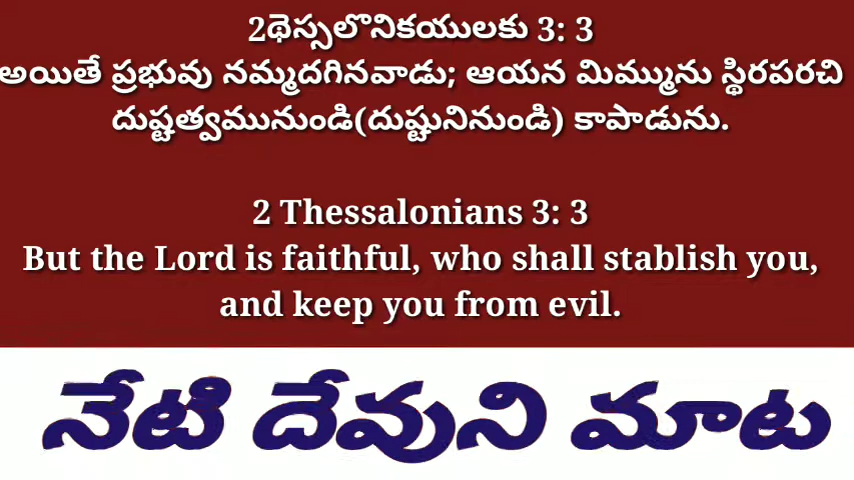 2థెస్సలొనికయులకు 3: 3
అయితే ప్రభువు నమ్మదగినవాడు; ఆయన మిమ్మును స్థిరపరచి
దుష్టత్వమునుండి(దుష్టునినుండి) కాపాడును.
2 Thessalonians 3: 3
But the Lord is faithful, who shall stablish you,
and keep you from evil.
నేటి దేవుని మాట